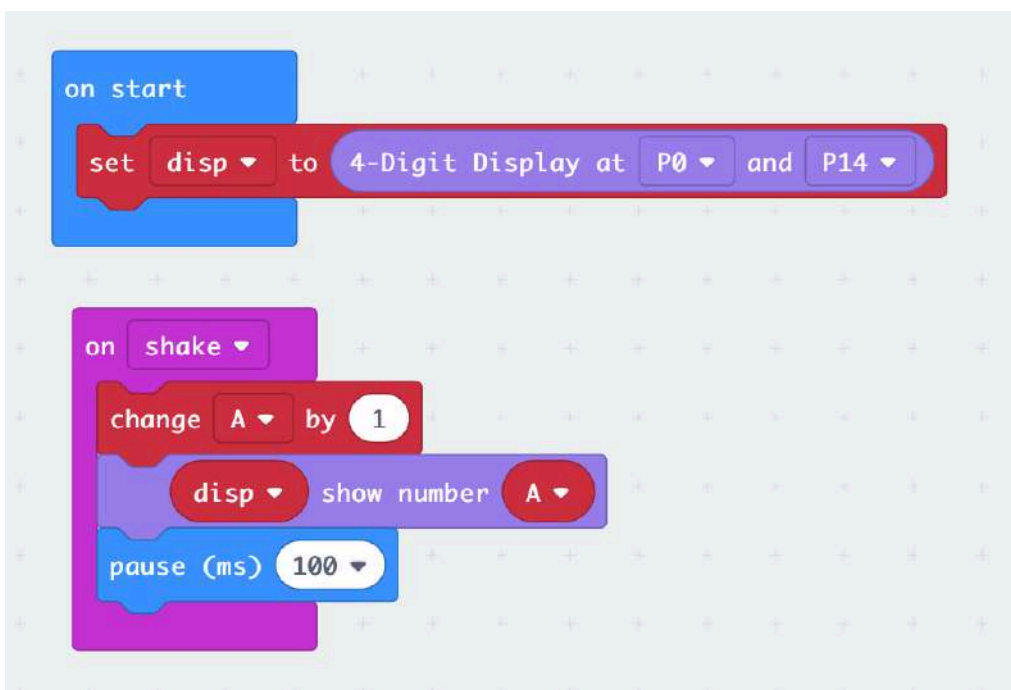 on start
set disp to 4-Digit Display at P0 and P14
on shake
change A by 1
disp show number A
pause (ms) 100